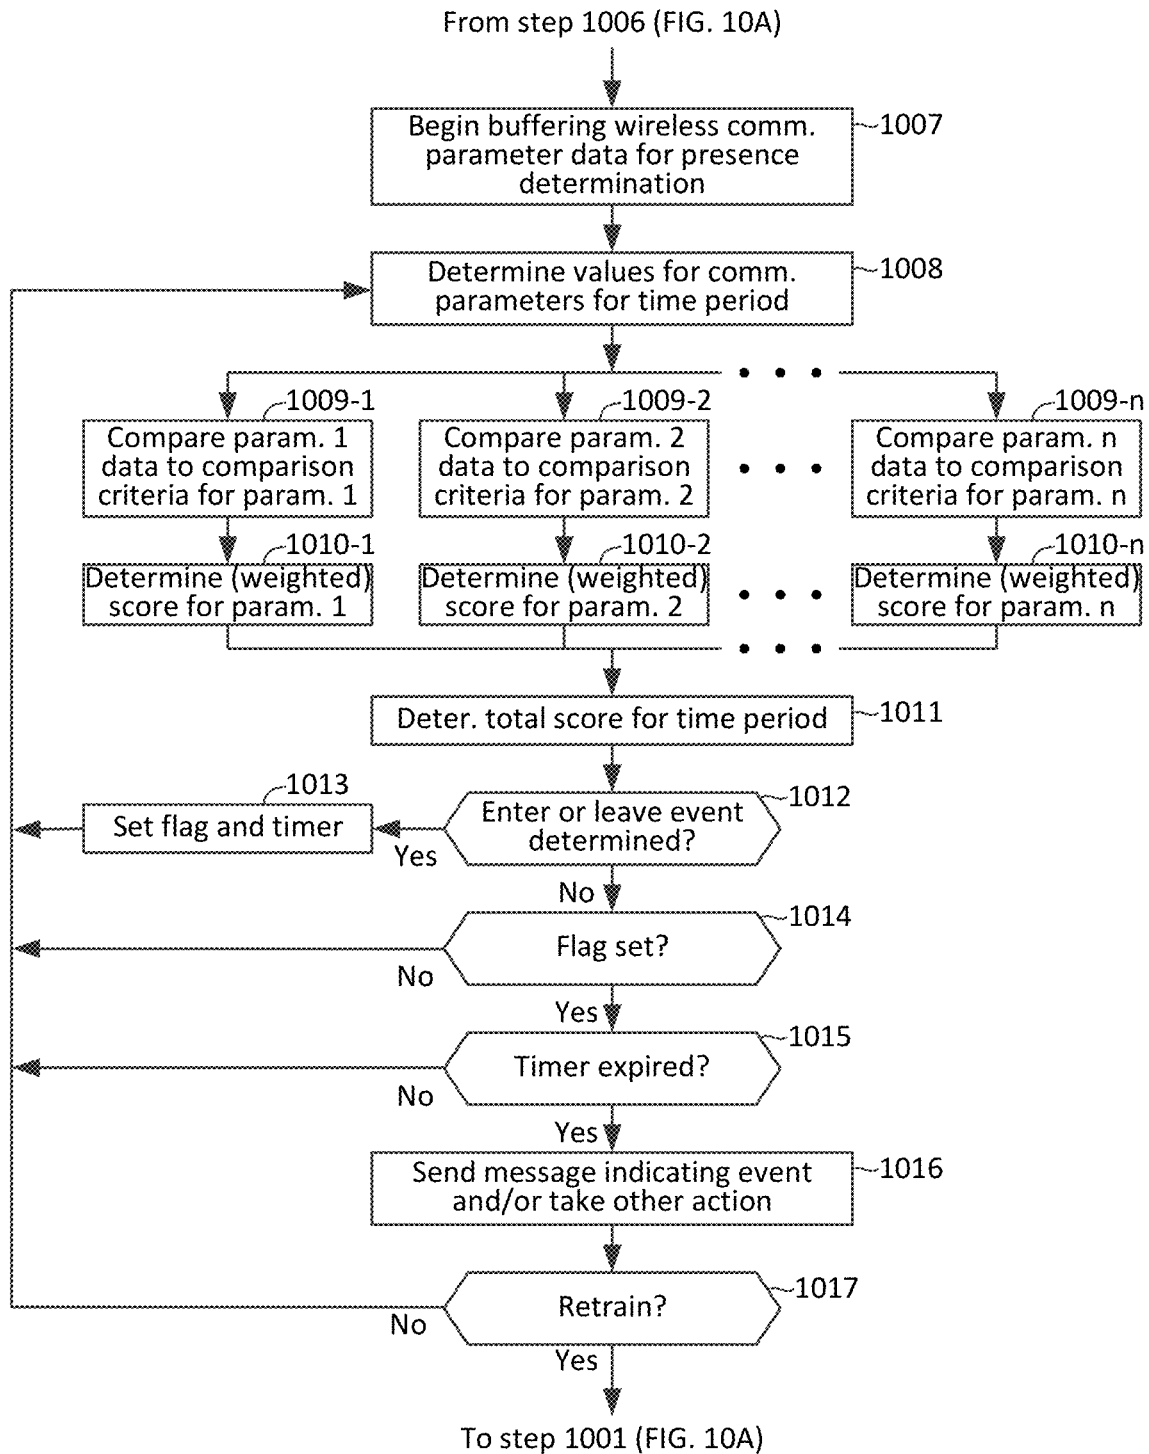 From step 1006 (FIG. 10A)
Begin buffering wireless comm.
parameter data for presence
determination
1007
Determine values for comm.
parameters for time period
1008
1009-1
Compare param. 1
data to comparison
criteria for param. 1
1009-2
Compare param. 2
data to comparison
criteria for param. 2
1009-n
Compare param. n
data to comparison
criteria for param. n
1010-1
Determine (weighted)
score for param. 1
1010-2
Determine (weighted)
score for param. 2
1010-n
Determine (weighted)
score for param. n
Deter. total score for time period
1011
Enter or leave event
determined?
1012
Yes
1013
Set flag and timer
No
Flag set?
1014
No
Yes
Timer expired?
1015
No
Yes
Send message indicating event
and/or take other action
1016
Retrain?
1017
No
Yes
To step 1001 (FIG. 10A)